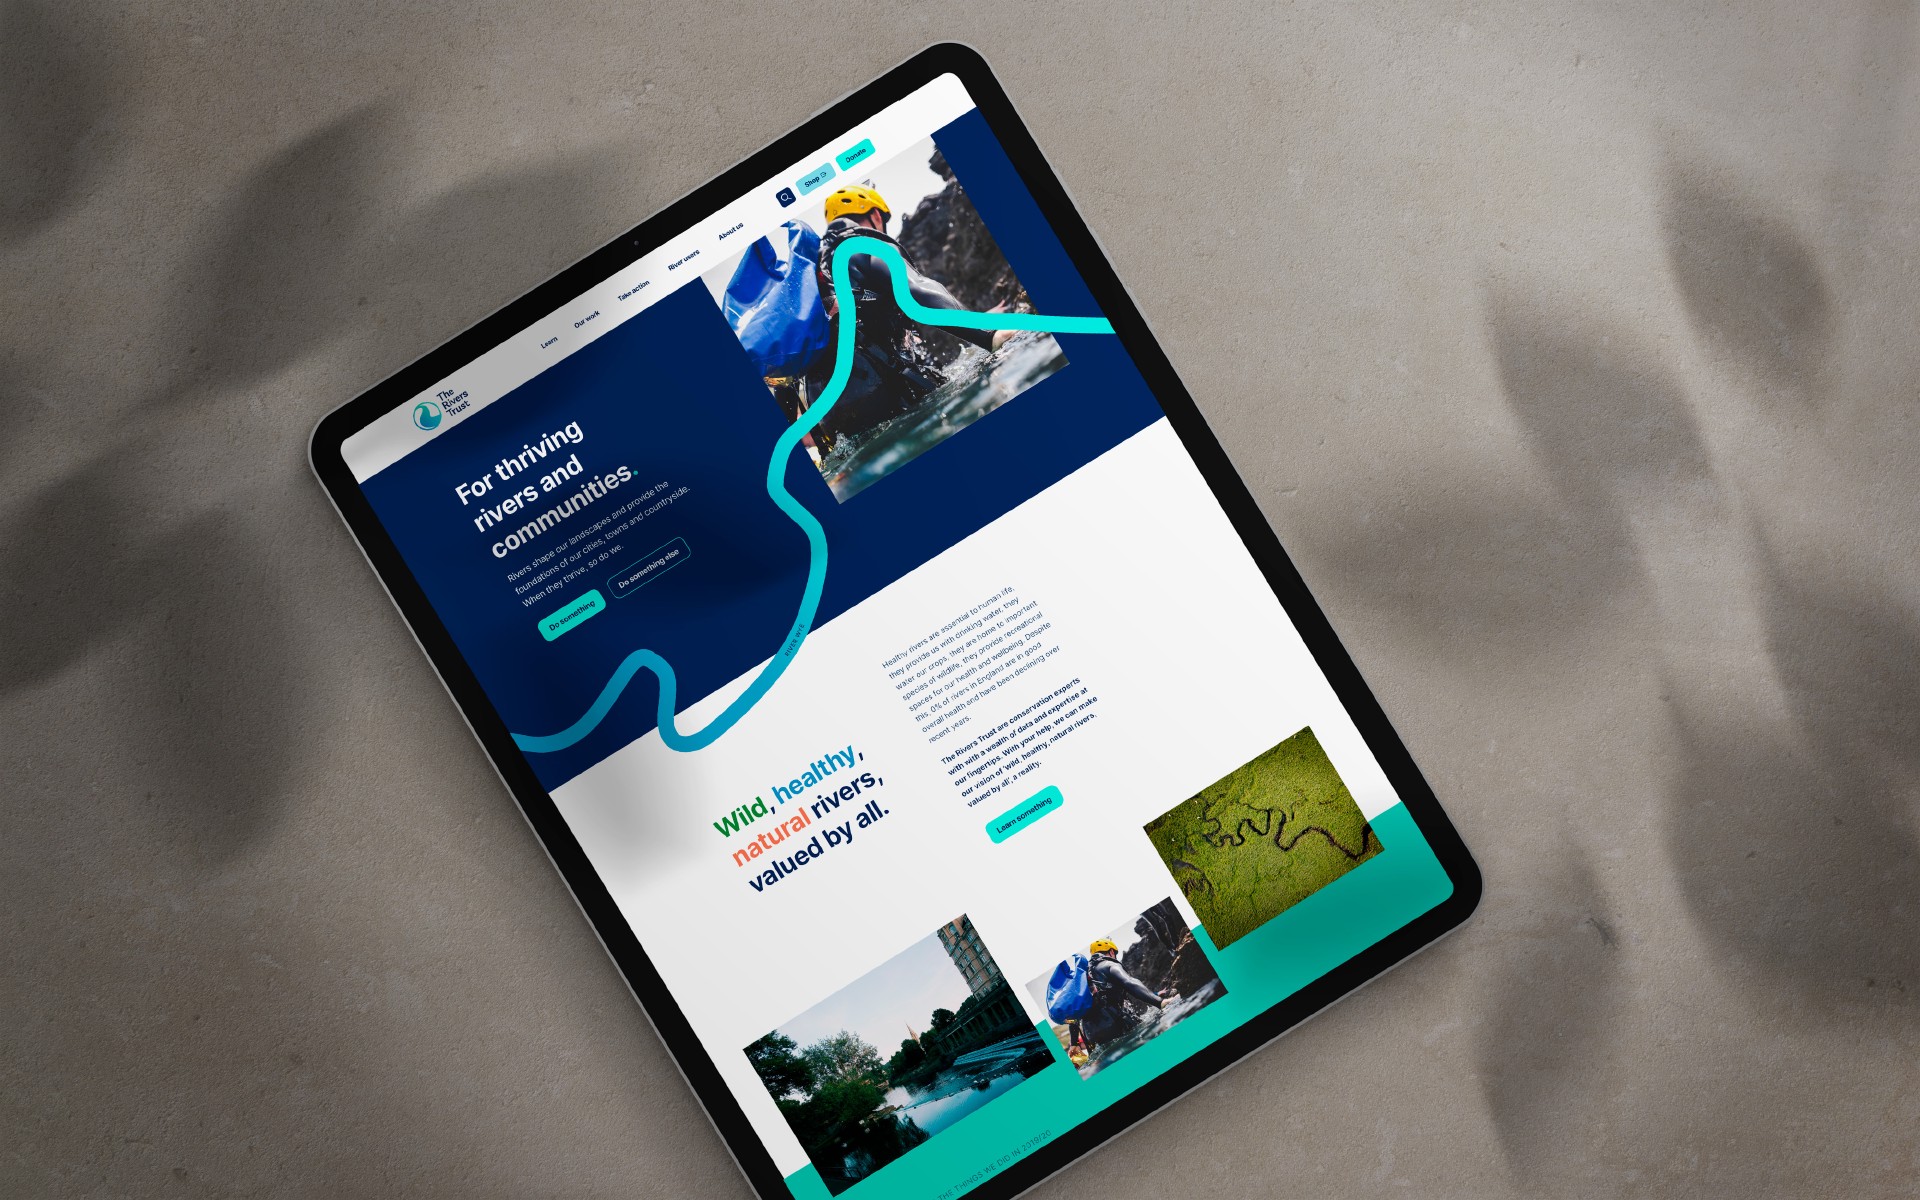 The
Rivers
Trust
Learn
Our work
Take action
River users
About us
Shop
Donate
For thriving
rivers and
communities.
Rivers shape our landscapes and provide the
foundations of our cities, towns and countryside.
When they thrive, so do we.
Do something
Do something else
RIVER WYE
Wild, healthy,
natural rivers,
valued by all.
Healthy rivers are essential to human life,
they provide us with drinking water, they
water our crops, they are home to important
species of wildlife, they provide recreational
spaces for our health and wellbeing. Despite
this, 0% of rivers in England are in good
overall health and have been declining over
recent years.
The Rivers Trust are conservation experts
with with a wealth of data and expertise at
our fingertips. With your help, we can make
our vision of 'wild, healthy, natural rivers,
valued by all', a reality.
Learn something
THE THINGS WE DID IN 2019/20